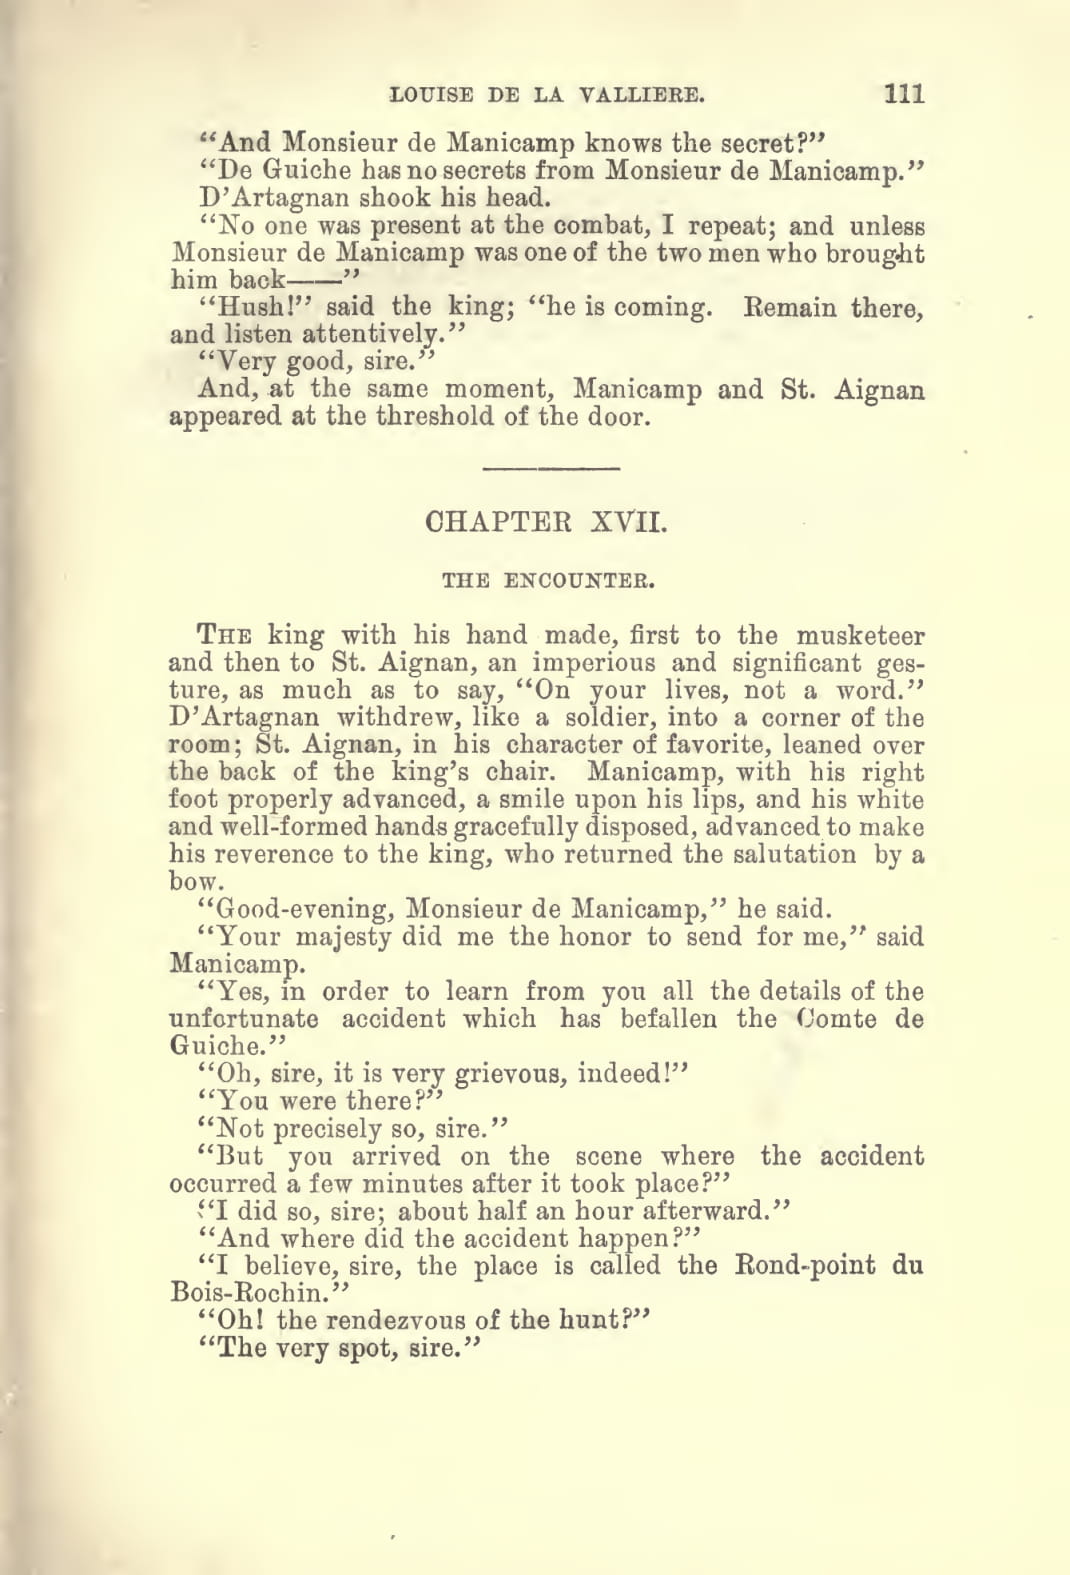 LOUISE DE LA VALLIERE. 111
“And Monsieur de Manicamp knows the secret?”
“De Guiche has no secrets from Monsieur de Manicamp.”
D’Artagnan shook his head.
“No one was present at the combat, I repeat; and unless
Monsieur de Manicamp was one of the two men who brought
him back——”
“Hush!” said the king; “he is coming. Remain there,
and listen attentively.”
“Very good, sire.”
And, at the same moment, Manicamp and St. Aignan
appeared at the threshold of the door.
CHAPTER XVII.
THE ENCOUNTER.
THE king with his hand made, first to the musketeer
and then to St. Aignan, an imperious and significant ges-
ture, as much as to say, “On your lives, not a word.”
D’Artagnan withdrew, like a soldier, into a corner of the
room; St. Aignan, in his character of favorite, leaned over
the back of the king’s chair. Manicamp, with his right
foot properly advanced, a smile upon his lips, and his white
and well-formed hands gracefully disposed, advanced to make
his reverence to the king, who returned the salutation by a
bow.
“Good-evening, Monsieur de Manicamp,” he said.
“Your majesty did me the honor to send for me,” said
Manicamp.
“Yes, in order to learn from you all the details of the
unfortunate accident which has befallen the Comte de
Guiche.”
“Oh, sire, it is very grievous, indeed!”
“You were there?”
“Not precisely so, sire.”
“But you arrived on the scene where the accident
occurred a few minutes after it took place?”
“I did so, sire; about half an hour afterward.”
“And where did the accident happen?”
“I believe, sire, the place is called the Rond-point du
Bois-Rochin.”
“Oh! the rendezvous of the hunt?”
“The very spot, sire.”